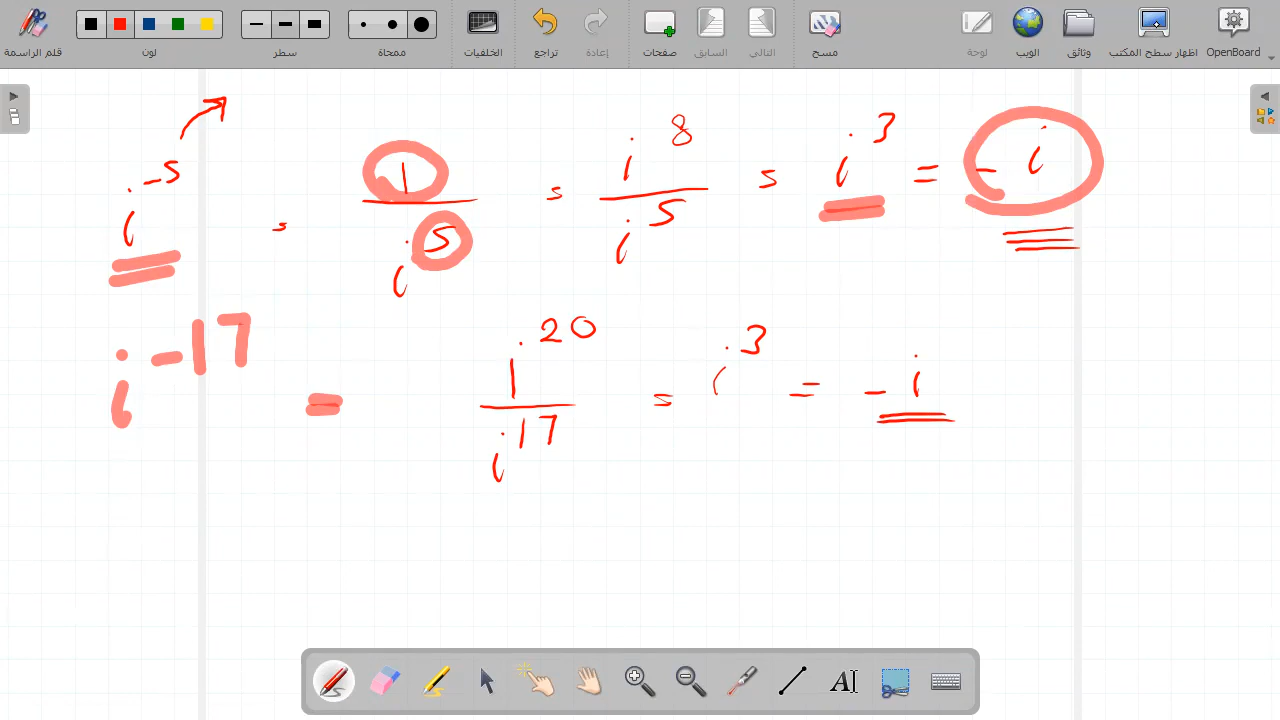 قلم الراسمة لون سطر ممحاة الخلفيات تراجع إعادة صفحات السابق التالي مسح لوحة الويب وثائق اظهار سطح المكتب OpenBoard
i^-5 = 1/i^5 = i^8/i^5 = i^3 = - i
i^-17 = i^20/i^17 = i^3 = - i